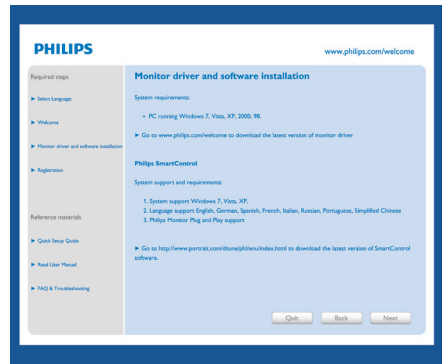 PHILIPS
www.philips.com/welcome
Required steps
► Select Language:
► Welcome
► Monitor driver and software installation
► Registration
Reference materials
► Quick Setup Guide
► Read User Manual
► FAQ & Troubleshooting
Monitor driver and software installation
System requirements:
• PC running Windows 7, Vista, XP, 2000, 98.
► Go to www.philips.com/welcome to download the latest version of monitor driver
Philips SmartControl
System support and requirements:
1. System support Windows 7, Vista, XP.
2. Language support English, German, Spanish, French, Italian, Russian, Portuguese, Simplified Chinese
3. Philips Monitor Plug and Play support
► Go to http://www.portrait.com/dtune/phl/enu/index.html to download the latest version of SmartControl
software.
Quit
Back
Next